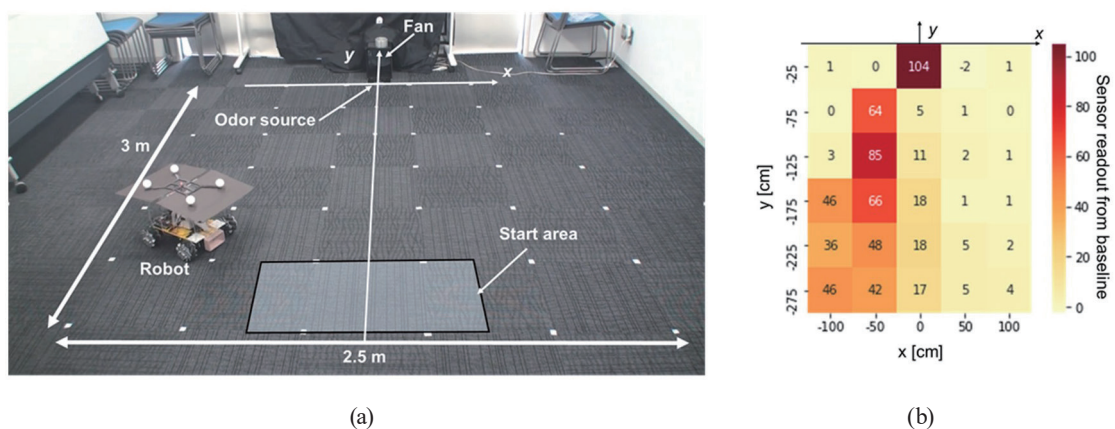 Fan
y
x
Odor source
3 m
Start area
Robot
2.5 m
(a)
y
x
-25 1 0 104 -2 1
-75 0 64 5 1 0
-125 3 85 11 2 1
-175 46 66 18 1 1
-225 36 48 18 5 2
-275 46 42 17 5 4
-100 -50 0 50 100
x [cm]
y [cm]
100
80
60
40
20
0
Sensor readout from baseline
(b)